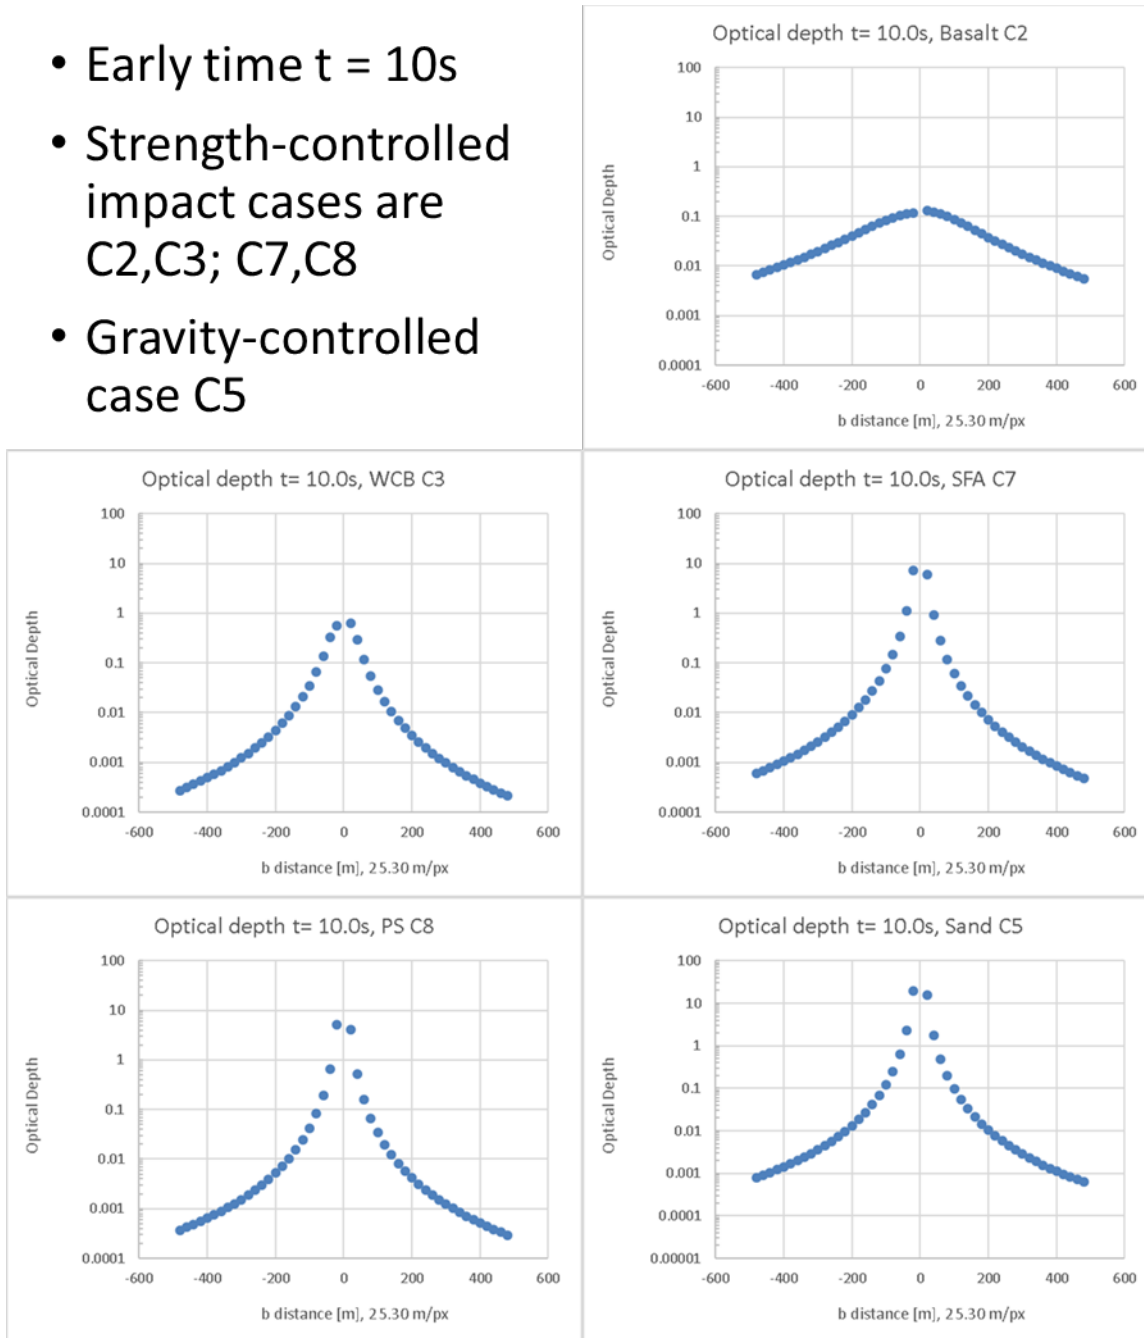 • Early time t = 10s
• Strength-controlled
impact cases are
C2,C3; C7,C8
• Gravity-controlled
case C5
Optical depth t= 10.0s, Basalt C2
Optical Depth
100
10
1
0.1
0.01
0.001
0.0001
-600 -400 -200 0 200 400 600
b distance [m], 25.30 m/px
Optical depth t= 10.0s, WCB C3
Optical Depth
100
10
1
0.1
0.01
0.001
0.0001
-600 -400 -200 0 200 400 600
b distance [m], 25.30 m/px
Optical depth t= 10.0s, SFA C7
Optical Depth
100
10
1
0.1
0.01
0.001
0.0001
-600 -400 -200 0 200 400 600
b distance [m], 25.30 m/px
Optical depth t= 10.0s, PS C8
Optical Depth
100
10
1
0.1
0.01
0.001
0.0001
-600 -400 -200 0 200 400 600
b distance [m], 25.30 m/px
Optical depth t= 10.0s, Sand C5
Optical Depth
100
10
1
0.1
0.01
0.001
0.0001
0.00001
-600 -400 -200 0 200 400 600
b distance [m], 25.30 m/px